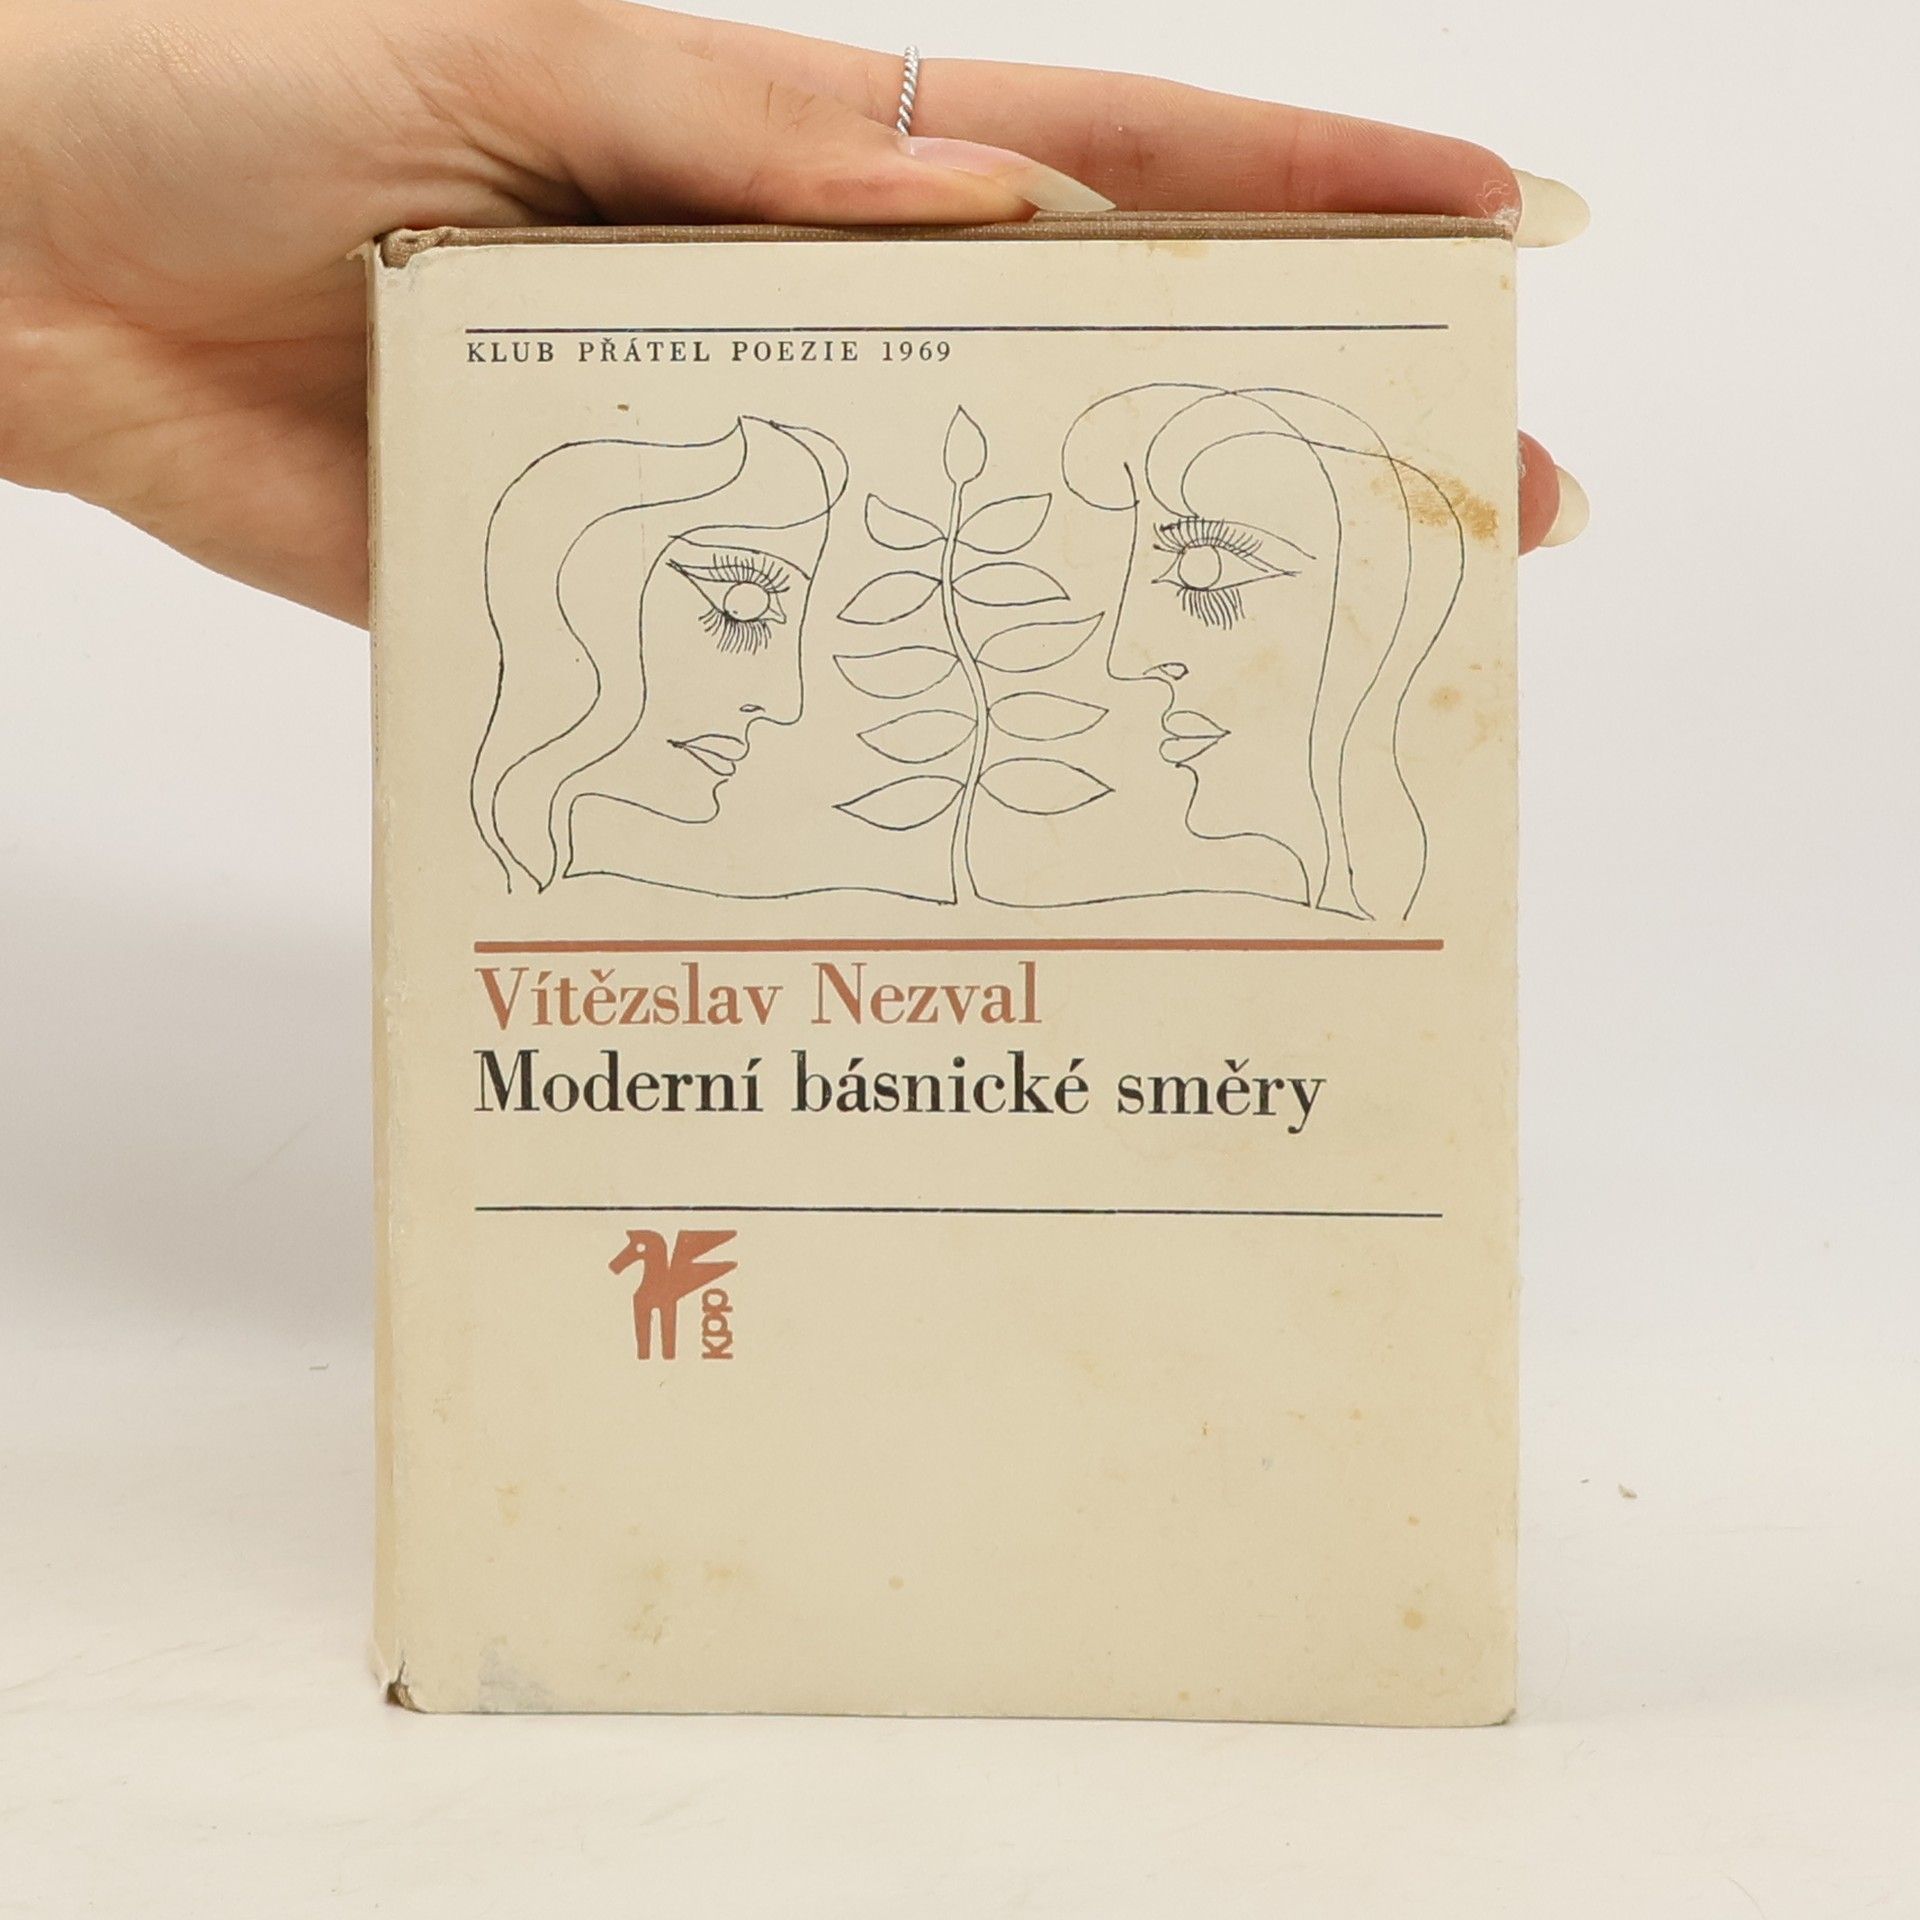 KLUB PŘÁTEL POEZIE 1969
Vítězslav Nezval
Moderní básnické směry
kpp